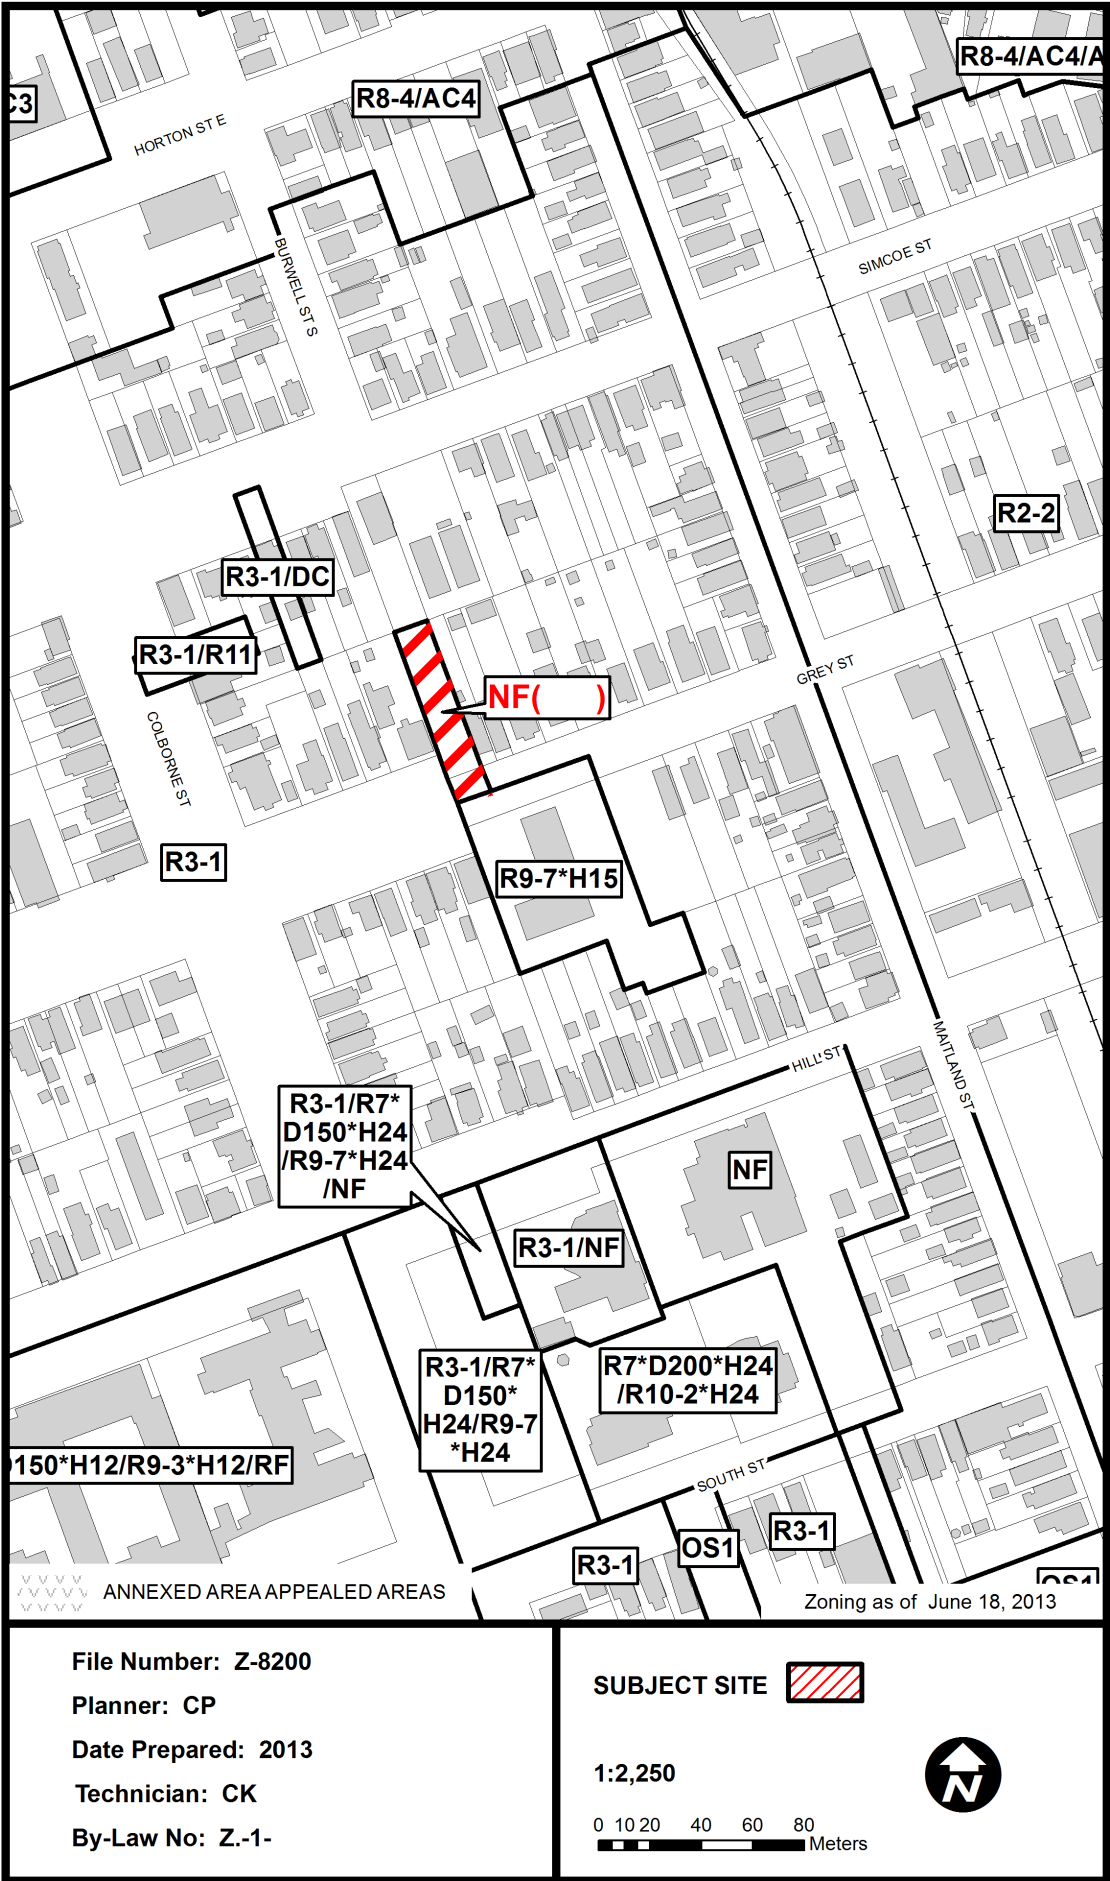 R8-4/AC4/A
C3
R8-4/AC4
HORTON ST E
SIMCOE ST
BURWELL ST S
R2-2
R3-1/DC
R3-1/R11
GREY ST
NF( )
COLBORNE ST
R3-1
R9-7*H15
MAITLAND ST
HILL ST
R3-1/R7*
D150*H24
/R9-7*H24
/NF
NF
R3-1/NF
R3-1/R7*
D150*
H24/R9-7
*H24
R7*D200*H24
/R10-2*H24
D150*H12/R9-3*H12/RF
SOUTH ST
R3-1
OS1
R3-1
OS1
ANNEXED AREA APPEALED AREAS
Zoning as of June 18, 2013
File Number: Z-8200
Planner: CP
Date Prepared: 2013
Technician: CK
By-Law No: Z.-1-
SUBJECT SITE
1:2,250
N
0 10 20 40 60 80
Meters